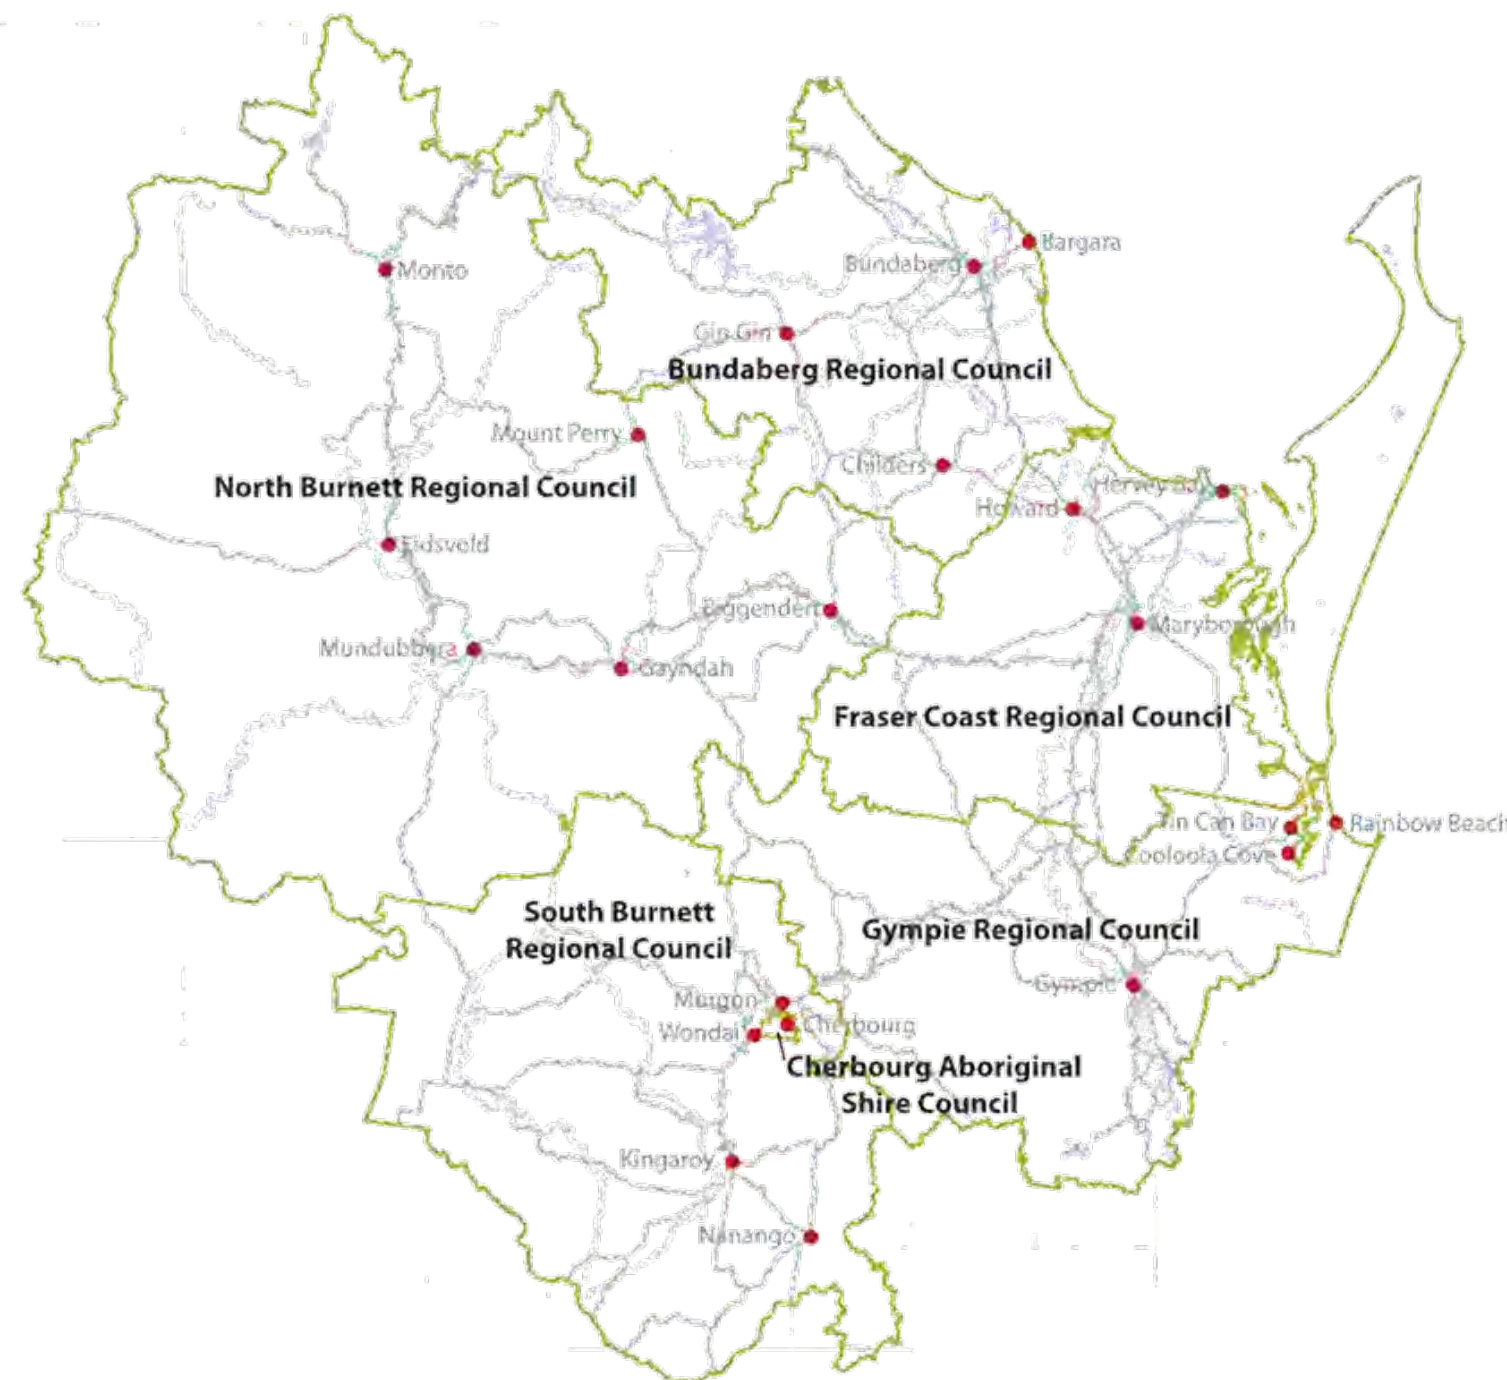 Bargara
Bundaberg
Monto
Gin Gin
Bundaberg Regional Council
Mount Perry
Childers
North Burnett Regional Council
Hervey Bay
Howard
Eidsvold
Biggenden
Maryborough
Mundubbera
Gayndah
Fraser Coast Regional Council
Tin Can Bay
Rainbow Beach
Cooloola Cove
South Burnett
Regional Council
Gympie Regional Council
Gympie
Murgon
Cherbourg
Wondai
Cherbourg Aboriginal
Shire Council
Kingaroy
Nanango